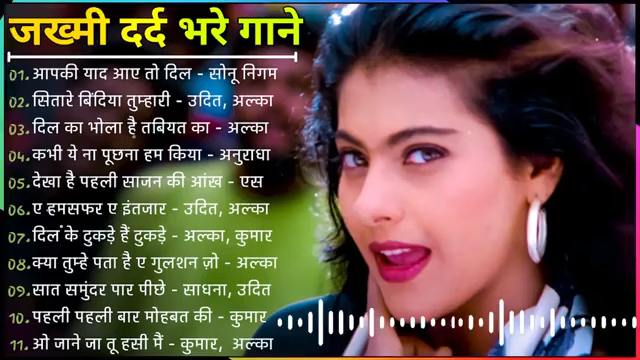 जख्मी दर्द भरे गाने
01. आपकी याद आए तो दिल - सोनू निगम
02. सितारे बिंदिया तुम्हारी - उदित, अल्का
03. दिल का भोला है तबियत का - अल्का
04. कभी ये ना पूछना हम किया - अनुराधा
05. देखा है पहली साजन की आंख - एस
06. ए हमसफर ए इंतजार - उदित, अल्का
07. दिल के टुकड़े हैं टुकड़े - अल्का, कुमार
08. क्या तुम्हे पता है ए गुलशन ज़ो - अल्का
09. सात समुंदर पार पीछे - साधना, उदित
10. पहली पहली बार मोहबत की - कुमार
11. ओ जाने जा तू हसी मैं - कुमार, अल्का